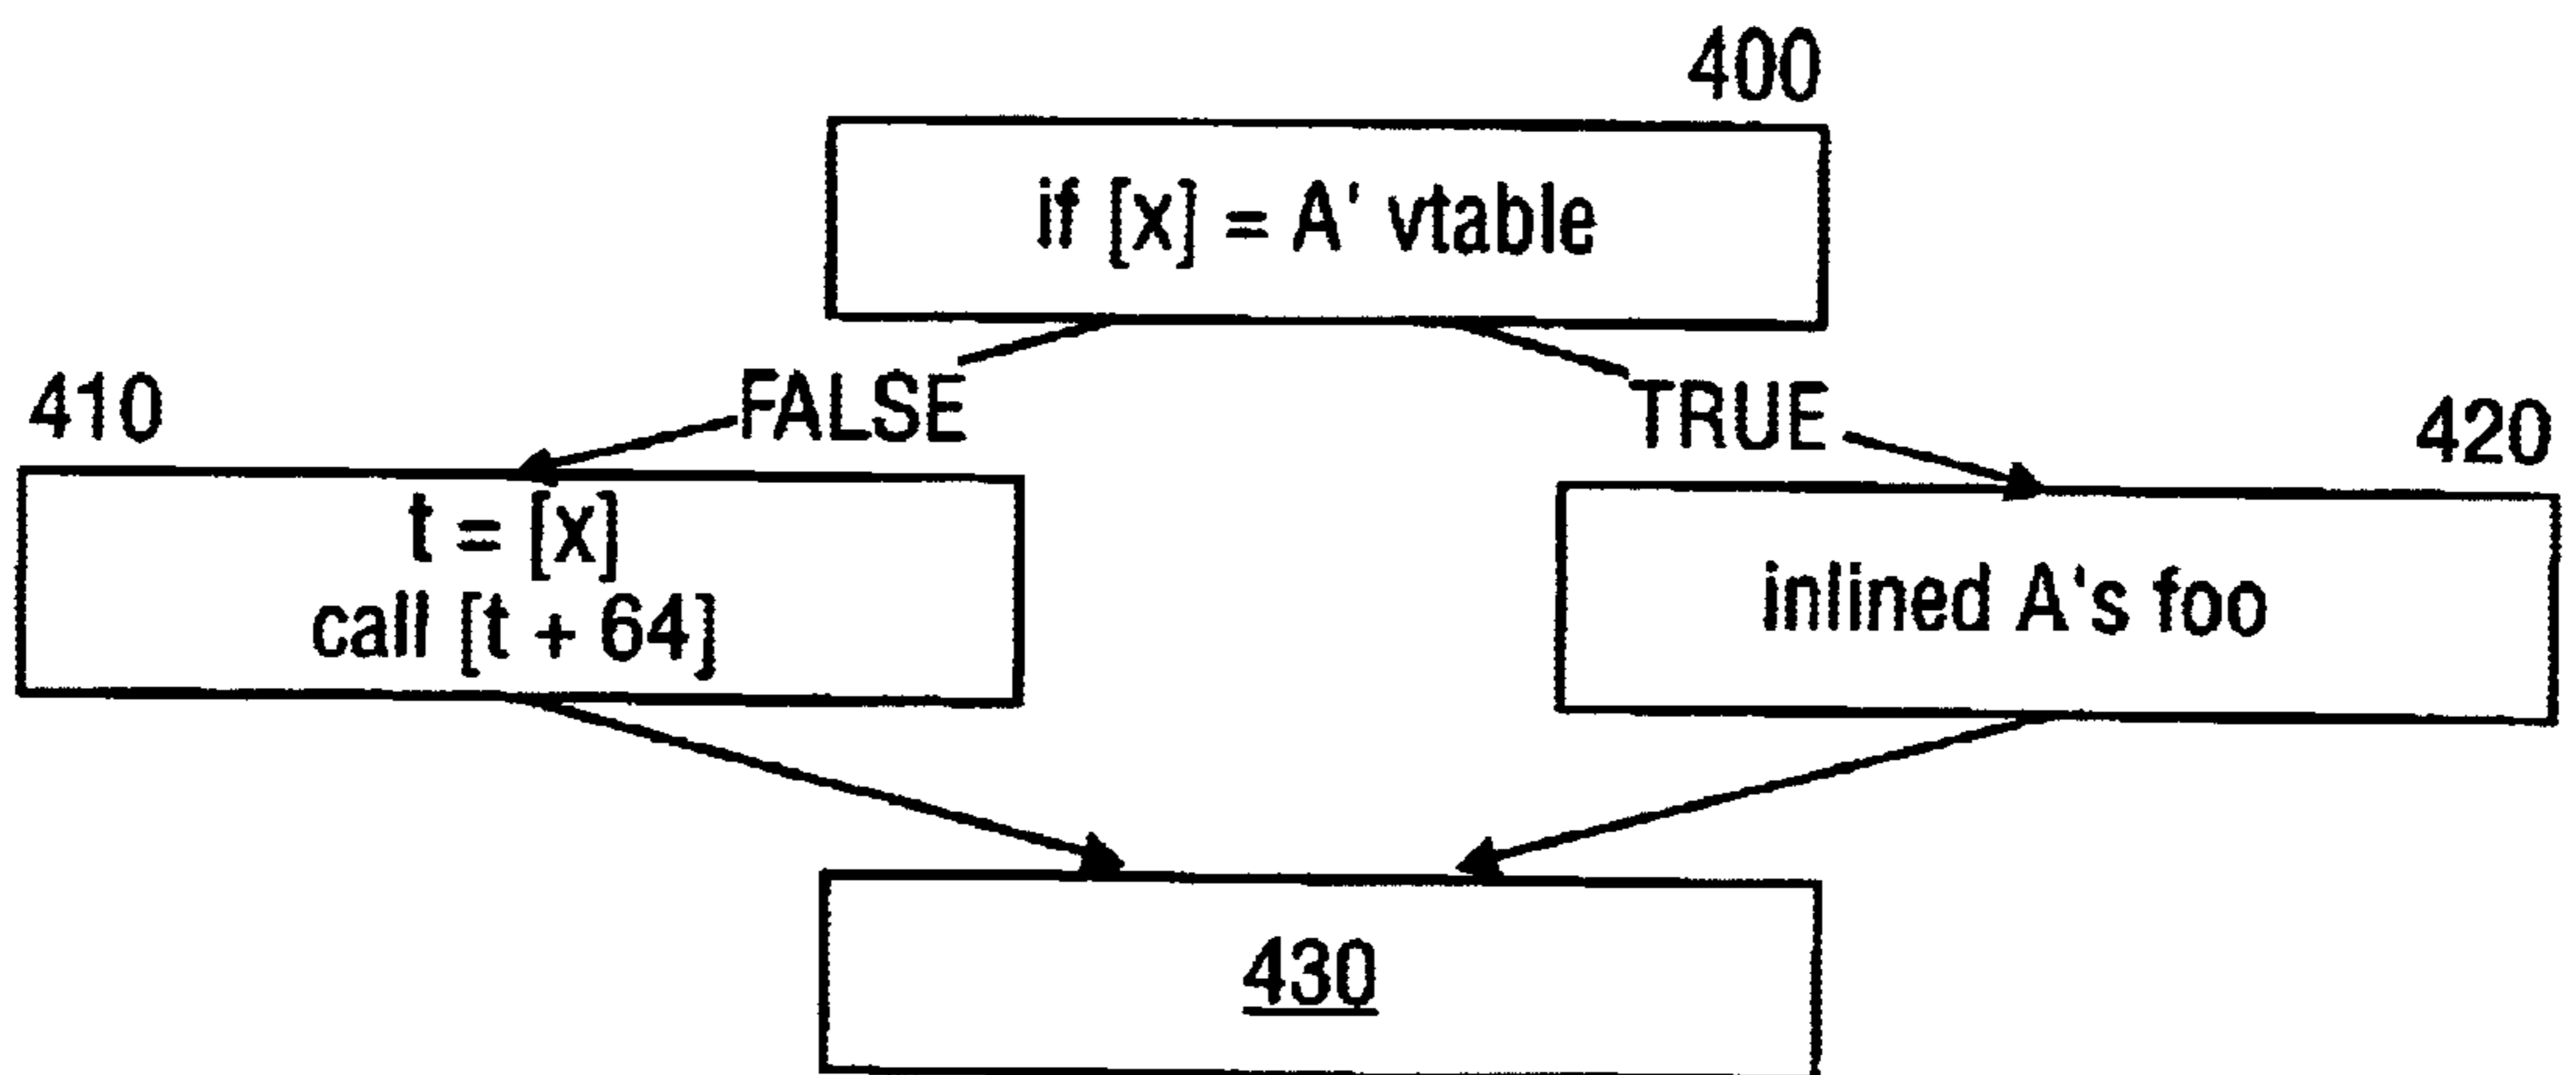 400
if [x] = A' vtable
FALSE
TRUE
410
420
t = [x]
call [t + 64]
inlined A's foo
430